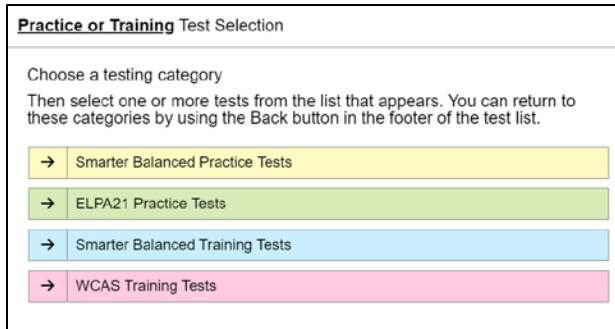 Practice or Training Test Selection
Choose a testing category
Then select one or more tests from the list that appears. You can return to
these categories by using the Back button in the footer of the test list.
→ Smarter Balanced Practice Tests
→ ELPA21 Practice Tests
→ Smarter Balanced Training Tests
→ WCAS Training Tests